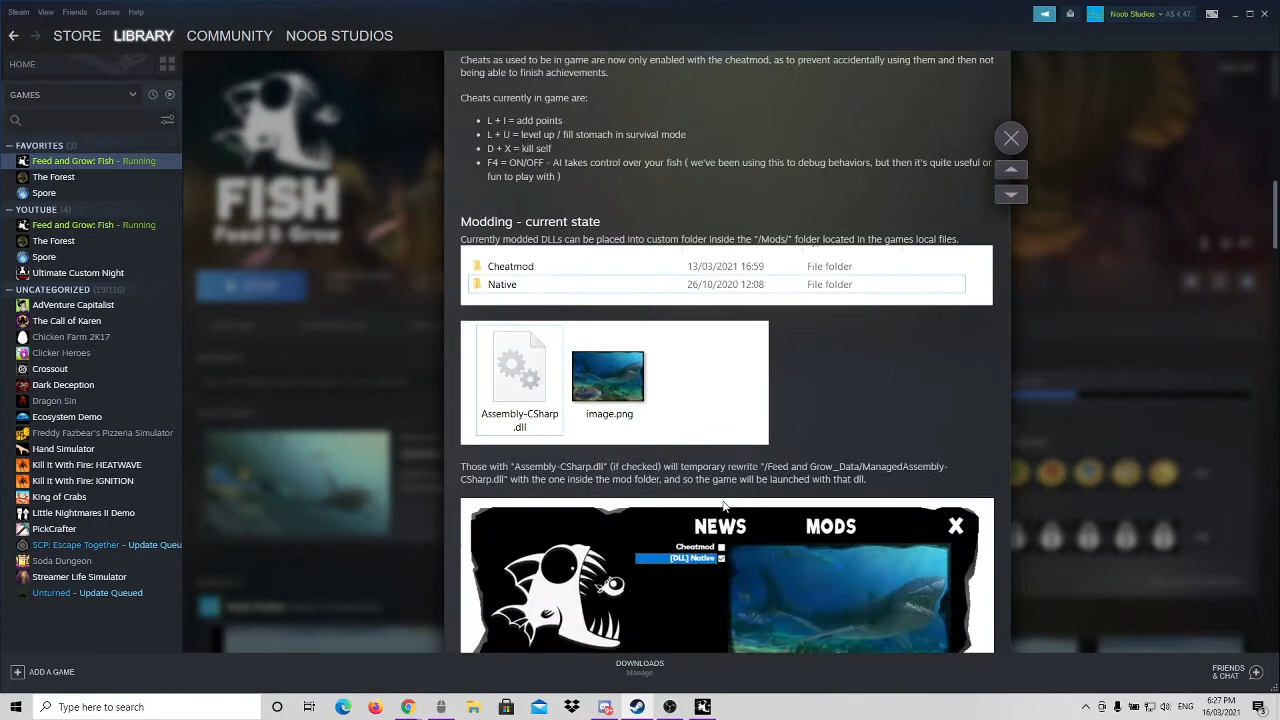 Steam View Friends Games Help
Noob Studios A$ 4.47
STORE LIBRARY COMMUNITY NOOB STUDIOS
HOME
GAMES
FAVORITES (3)
Feed and Grow: Fish - Running
The Forest
Spore
YOUTUBE (4)
Feed and Grow: Fish - Running
The Forest
Spore
Ultimate Custom Night
UNCATEGORIZED (19/116)
AdVenture Capitalist
The Call of Karen
Chicken Farm 2K17
Clicker Heroes
Crossout
Dark Deception
Dragon Sin
Ecosystem Demo
Freddy Fazbear's Pizzeria Simulator
Hand Simulator
Kill It With Fire: HEATWAVE
Kill It With Fire: IGNITION
King of Crabs
Little Nightmares II Demo
PickCrafter
SCP: Escape Together - Update Queu
Soda Dungeon
Streamer Life Simulator
Unturned - Update Queued
ADD A GAME
FISH
Feed & Grow
Cheats as used to be in game are now only enabled with the cheatmod, as to prevent accidentally using them and then not
being able to finish achievements.
Cheats currently in game are:
• L + I = add points
• L + U = level up / fill stomach in survival mode
• D + X = kill self
• F4 = ON/OFF - AI takes control over your fish ( we've been using this to debug behaviors, but then it's quite useful or
fun to play with )
Modding - current state
Currently modded DLLs can be placed into custom folder inside the "/Mods/" folder located in the games local files.
Cheatmod 13/03/2021 16:59 File folder
Native 26/10/2020 12:08 File folder
Assembly-CSharp
.dll
image.png
Those with "Assembly-CSharp.dll" (if checked) will temporary rewrite "/Feed and Grow_Data/ManagedAssembly-
CSharp.dll" with the one inside the mod folder, and so the game will be launched with that dll.
NEWS MODS X
Cheatmod
[DLL] Native
DOWNLOADS
Manage
FRIENDS
& CHAT
Type here to search
6:27 PM
16/03/2021